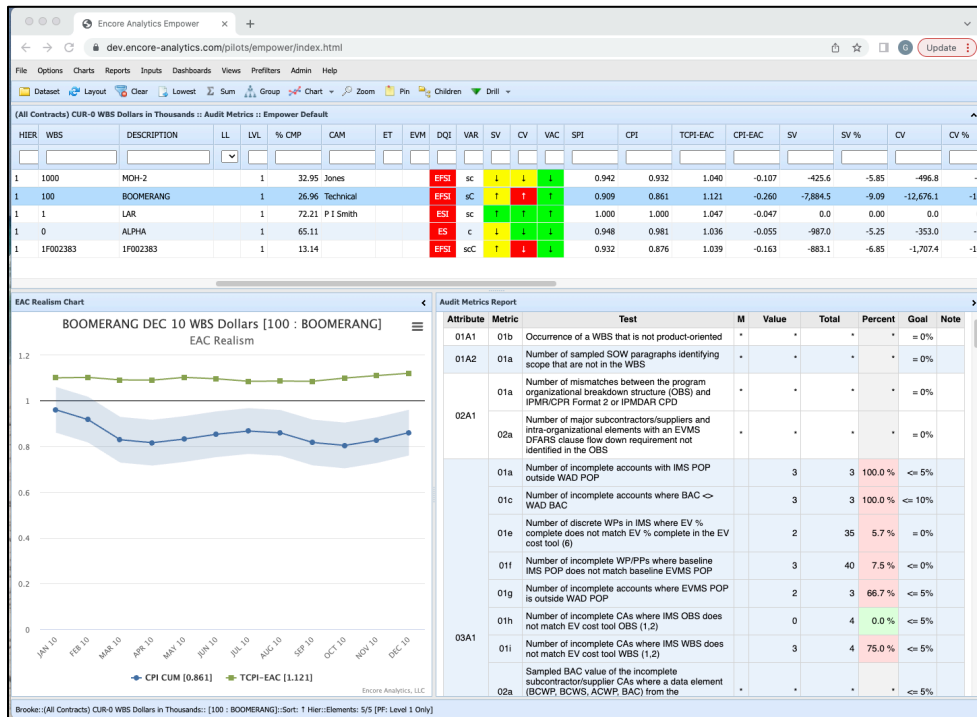 Encore Analytics Empower
dev.encore-analytics.com/pilots/empower/index.html
G Update
File Options Charts Reports Inputs Dashboards Views Prefilters Admin Help
Dataset Layout Clear Lowest Σ Sum Group Chart Zoom Pin Children Drill
(All Contracts) CUR-0 WBS Dollars in Thousands :: Audit Metrics :: Empower Default
HIER WBS DESCRIPTION LL LVL % CMP CAM ET EVM DQI VAR SV CV VAC SPI CPI TCPI-EAC CPI-EAC SV SV % CV CV %
1 1000 MOH-2 1 32.95 Jones EFSI sc ↓ ↓ ↓ 0.942 0.932 1.040 -0.107 -425.6 -5.85 -496.8 -
1 100 BOOMERANG 1 26.96 Technical EFSI sC ↑ ↑ ↑ 0.909 0.861 1.121 -0.260 -7,884.5 -9.09 -12,676.1 -1
1 1 LAR 1 72.21 P I Smith ESI sc ↑ ↑ ↑ 1.000 1.000 1.047 -0.047 0.0 0.0 0.0
1 0 ALPHA 1 65.11 ES c ↓ ↓ ↓ 0.948 0.981 1.036 -0.055 -987.0 -5.25 -353.0 -
1 1F002383 1F002383 1 13.14 EFSI scC ↑ ↓ ↓ 0.932 0.876 1.039 -0.163 -883.1 -6.85 -1,707.4 -1
EAC Realism Chart
BOOMERANG DEC 10 WBS Dollars [100 : BOOMERANG]
EAC Realism
1.2
1
0.8
0.6
0.4
0.2
0
JAN 10 FEB 10 MAR 10 APR 10 MAY 10 JUN 10 JUL 10 AUG 10 SEP 10 OCT 10 NOV 10 DEC 10
CPI CUM [0.861] TCPI-EAC [1.121]
Encore Analytics, LLC
Audit Metrics Report
Attribute Metric Test M Value Total Percent Goal Note
01A1 01b Occurrence of a WBS that is not product-oriented * * * * = 0%
01A2 01a Number of sampled SOW paragraphs identifying
scope that are not in the WBS * * * * = 0%
02A1
01a Number of mismatches between the program
organizational breakdown structure (OBS) and
IPMR/CPR Format 2 or IPMDAR CPD * * * * = 0%
02a Number of major subcontractors/suppliers and
intra-organizational elements with an EVMS
DFARS clause flow down requirement not
identified in the OBS * * * * = 0%
03A1
01a Number of incomplete accounts with IMS POP
outside WAD POP 3 3 100.0 % <= 5%
01c Number of incomplete accounts where BAC <>
WAD BAC 3 3 100.0 % <= 10%
01e Number of discrete WPs in IMS where EV %
complete does not match EV % complete in the EV
cost tool (6) 2 35 5.7 % = 0%
01f Number of incomplete WP/PPs where baseline
IMS POP does not match baseline EVMS POP 3 40 7.5 % <= 0%
01g Number of incomplete accounts where EVMS POP
is outside WAD POP 2 3 66.7 % <= 5%
01h Number of incomplete CAs where IMS OBS does
not match EV cost tool OBS (1,2) 0 4 0.0 % <= 5%
01i Number of incomplete CAs where IMS WBS does
not match EV cost tool WBS (1,2) 3 4 75.0 % <= 5%
02a Sampled BAC value of the incomplete
subcontractor/supplier CAs where a data element
(BCWP, BCWS, ACWP, BAC) from the * * * * <= 5%
Brooke::(All Contracts) CUR-0 WBS Dollars in Thousands:: [100 : BOOMERANG]::Sort: ↑ Hier::Elements: 5/5 [PF: Level 1 Only]